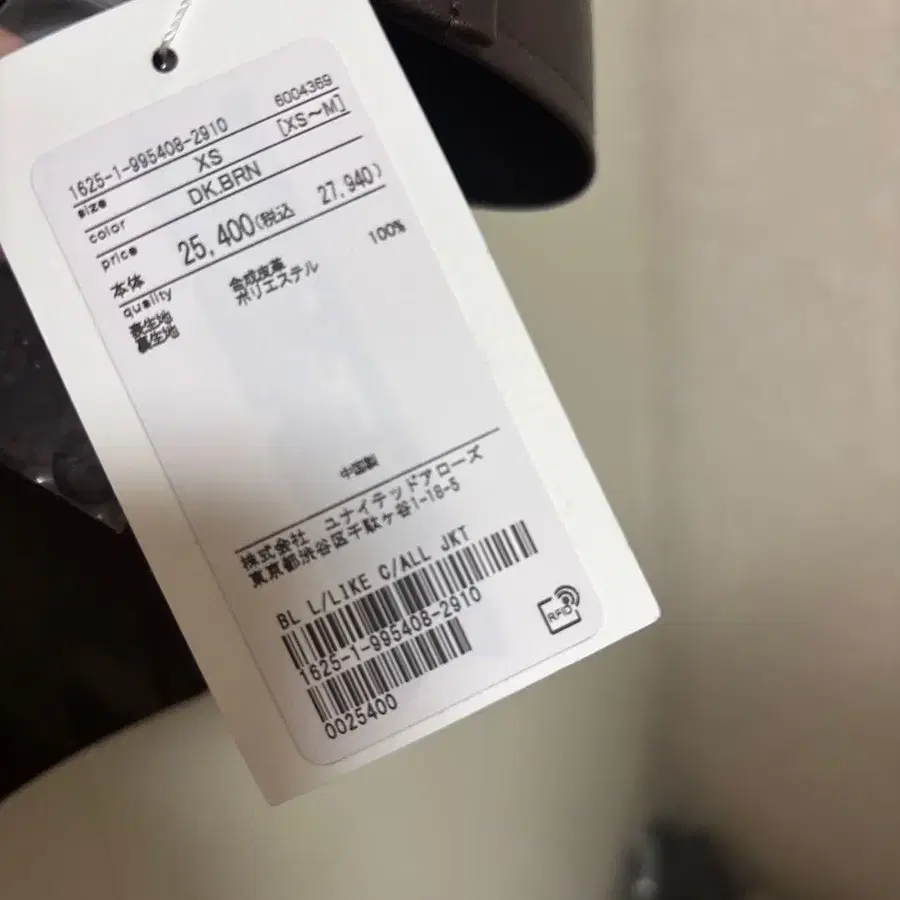 6004369
1625-1-995408-2910 [XS～M]
size XS
color DK.BRN
price
本体 25,400(税込 27,940)
quality
表生地 合成皮革
裏生地 ポリエステル 100%
中国製
株式会社 ユナイテッドアローズ
東京都渋谷区千駄ケ谷1-18-5
BL L/LIKE C/ALL JKT
1625-1-995408-2910
0025400
RFID